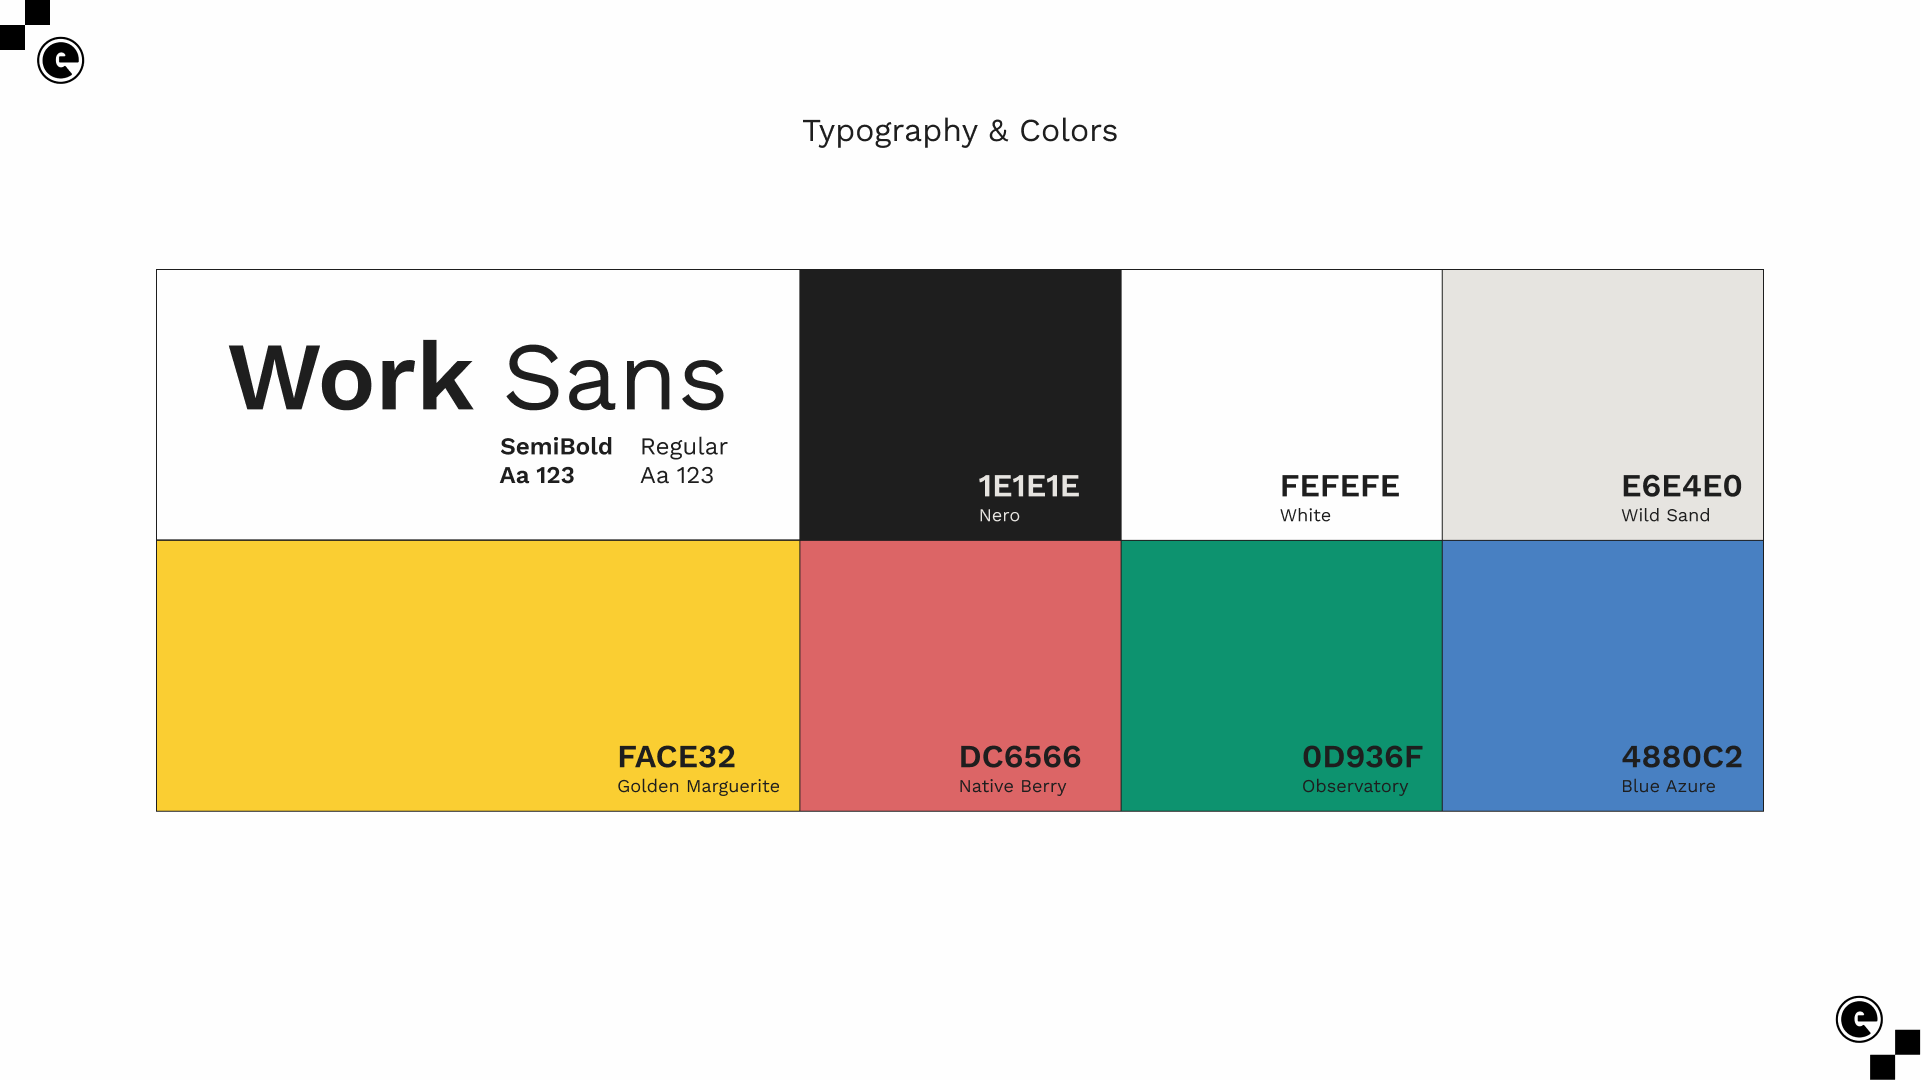 Typography & Colors
Work Sans
SemiBold Regular
Aa 123 Aa 123
1E1E1E
Nero
FEFEFE
White
E6E4E0
Wild Sand
FACE32
Golden Marguerite
DC6566
Native Berry
0D936F
Observatory
4880C2
Blue Azure